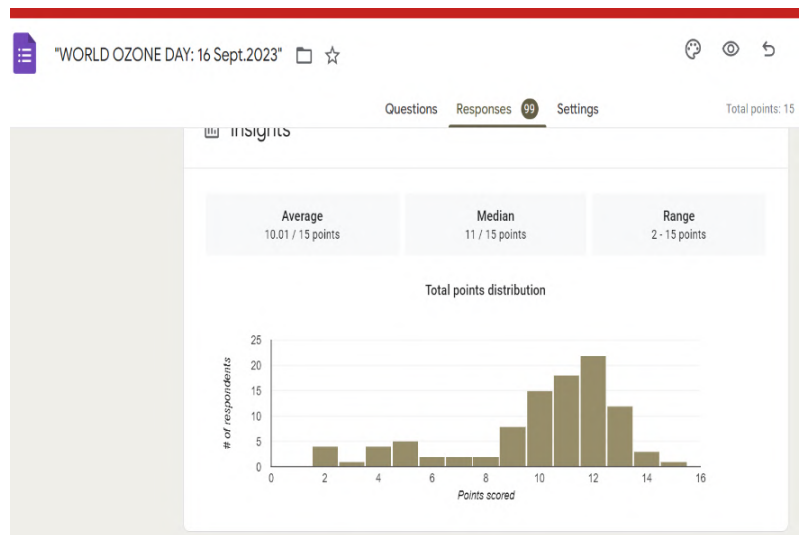 "WORLD OZONE DAY: 16 Sept.2023"
Questions Responses 99 Settings Total points: 15
Insights
Average Median Range
10.01 / 15 points 11 / 15 points 2 - 15 points
Total points distribution
25
20
15
10
5
0
# of respondents
0 2 4 6 8 10 12 14 16
Points scored